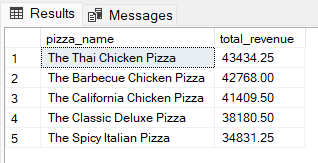 Results Messages
pizza_name total_revenue
1 The Thai Chicken Pizza 43434.25
2 The Barbecue Chicken Pizza 42768.00
3 The California Chicken Pizza 41409.50
4 The Classic Deluxe Pizza 38180.50
5 The Spicy Italian Pizza 34831.25